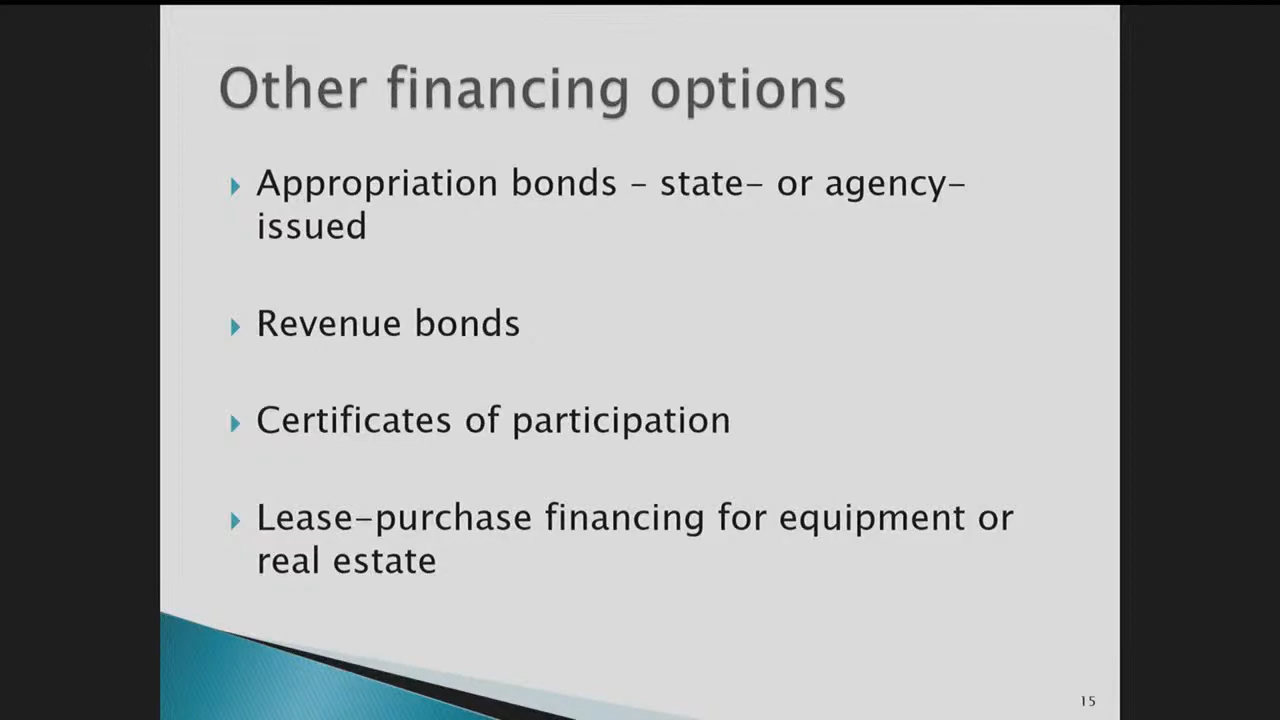 Other financing options
Appropriation bonds – state- or agency-
issued
Revenue bonds
Certificates of participation
Lease-purchase financing for equipment or
real estate
15